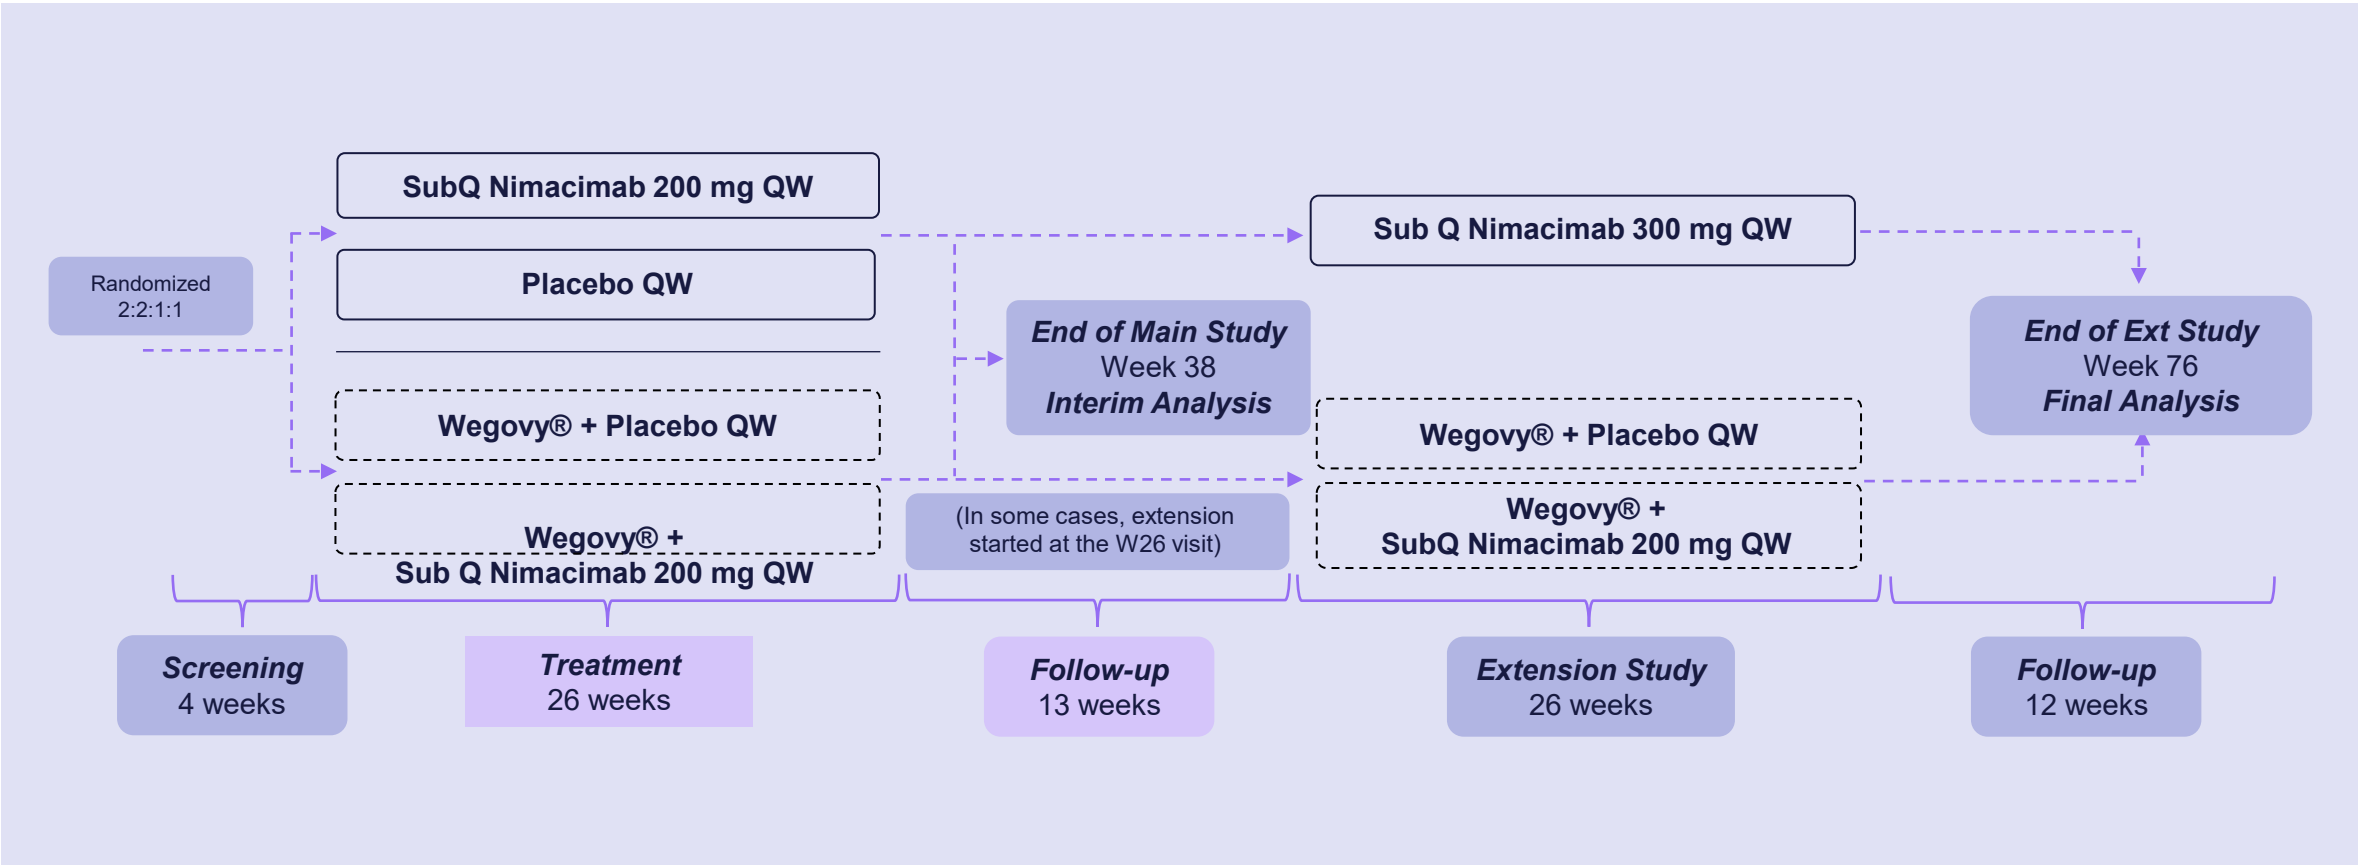 Randomized
2:2:1:1
SubQ Nimacimab 200 mg QW
Placebo QW
Wegovy® + Placebo QW
Wegovy® +
Sub Q Nimacimab 200 mg QW
End of Main Study
Week 38
Interim Analysis
(In some cases, extension
started at the W26 visit)
Sub Q Nimacimab 300 mg QW
Wegovy® + Placebo QW
Wegovy® +
SubQ Nimacimab 200 mg QW
End of Ext Study
Week 76
Final Analysis
Screening
4 weeks
Treatment
26 weeks
Follow-up
13 weeks
Extension Study
26 weeks
Follow-up
12 weeks